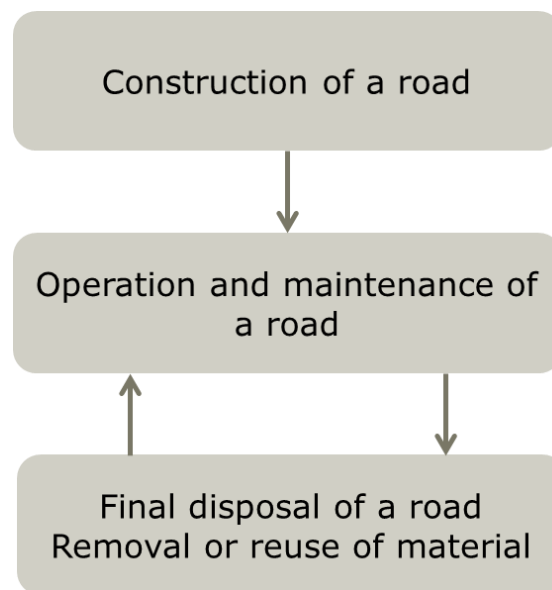 Construction of a road
Operation and maintenance of
a road
Final disposal of a road
Removal or reuse of material